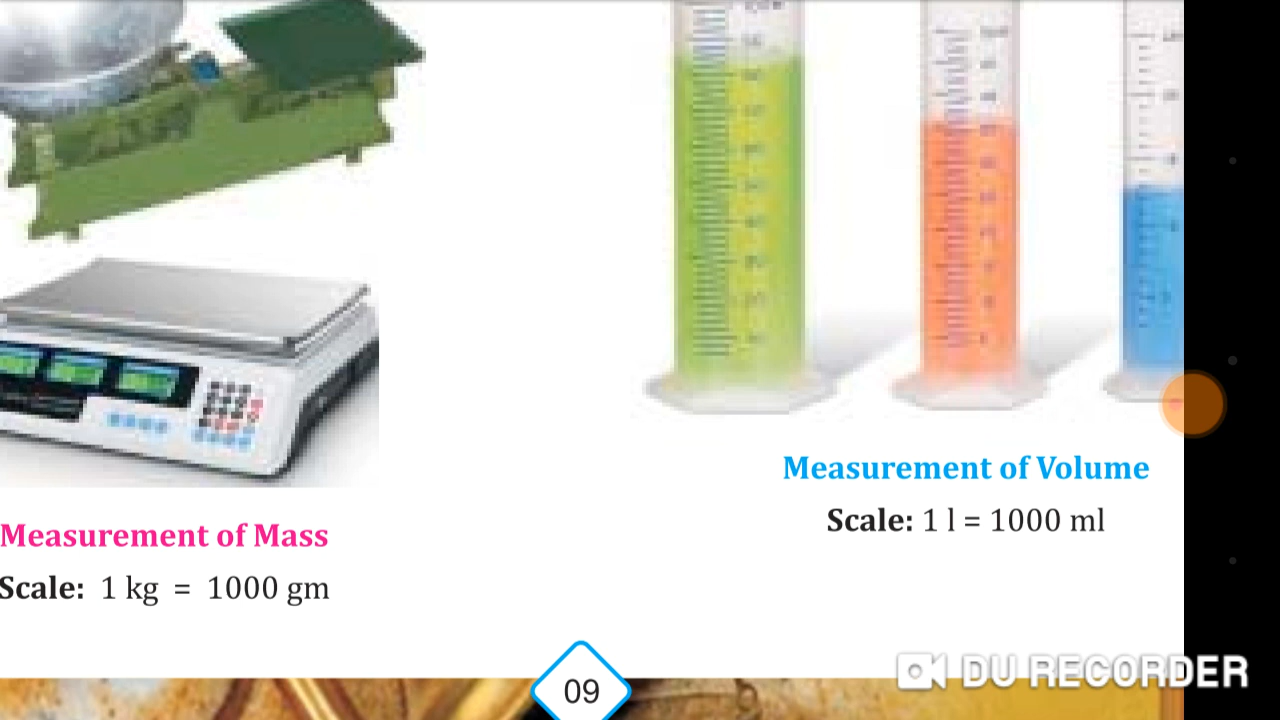 Measurement of Volume
Scale: 1 l = 1000 ml
Measurement of Mass
Scale: 1 kg = 1000 gm
09
DU RECORDER